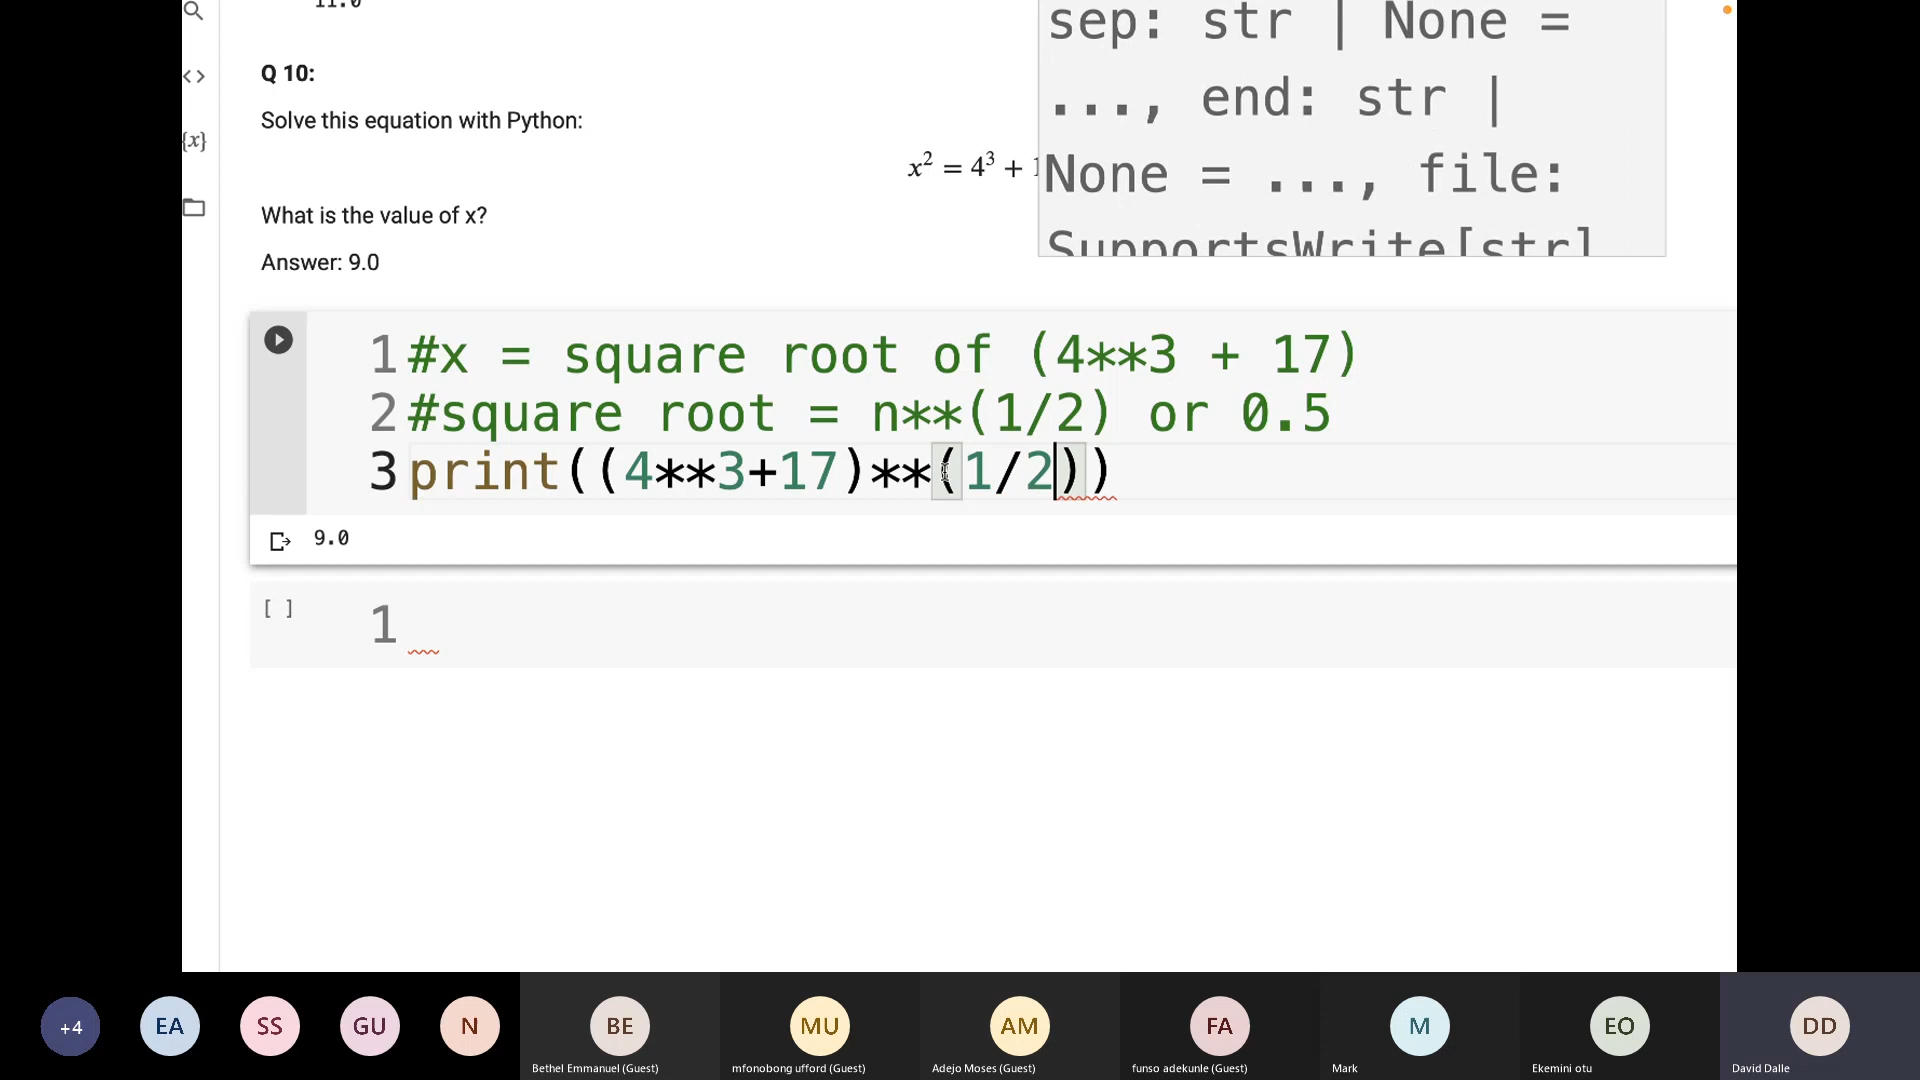 11.0
Q 10:
Solve this equation with Python:
x² = 4³ + 1
What is the value of x?
Answer: 9.0
sep: str | None =
..., end: str |
None = ..., file:
SupportsWrite[str]
{x}
1 #x = square root of (4**3 + 17)
2 #square root = n**(1/2) or 0.5
3 print((4**3+17)**(1/2))
9.0
[ ] 1
+4
EA
SS
GU
N
BE
Bethel Emmanuel (Guest)
MU
mfonobong ufford (Guest)
AM
Adejo Moses (Guest)
FA
funso adekunle (Guest)
M
Mark
EO
Ekemini otu
DD
David Dalle